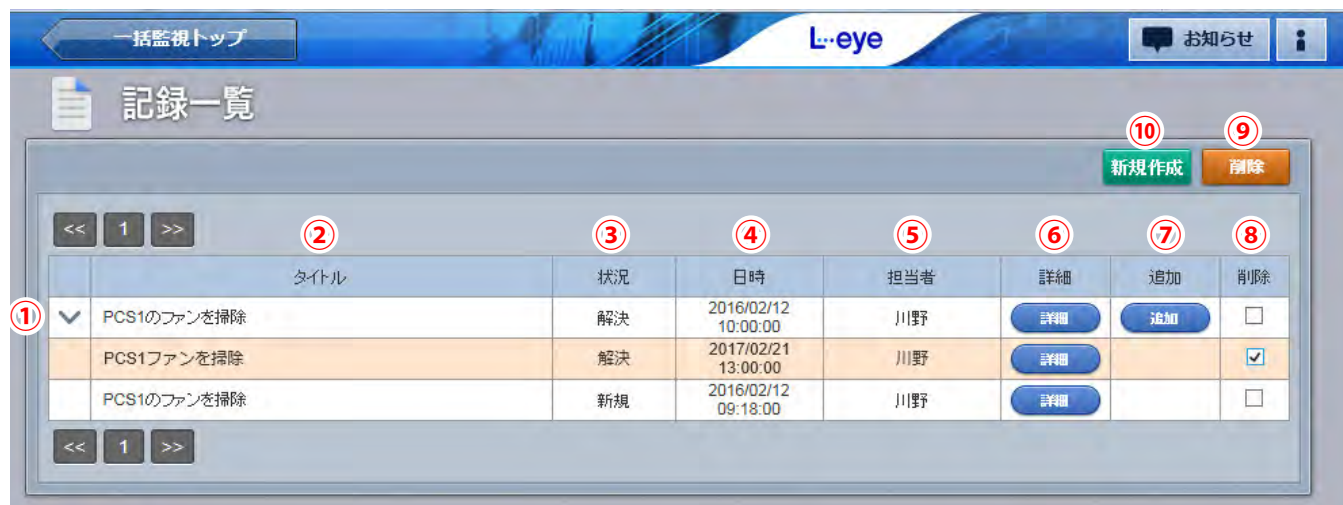 一括監視トップ
L・eye
お知らせ
記録一覧
⑩ ⑨
新規作成 削除
<< 1 >>
② ③ ④ ⑤ ⑥ ⑦ ⑧
タイトル 状況 日時 担当者 詳細 追加 削除
① PCS1のファンを掃除 解決 2016/02/12 10:00:00 川野 詳細 追加
PCS1ファンを掃除 解決 2017/02/21 13:00:00 川野 詳細
PCS1のファンを掃除 新規 2016/02/12 09:18:00 川野 詳細
<< 1 >>